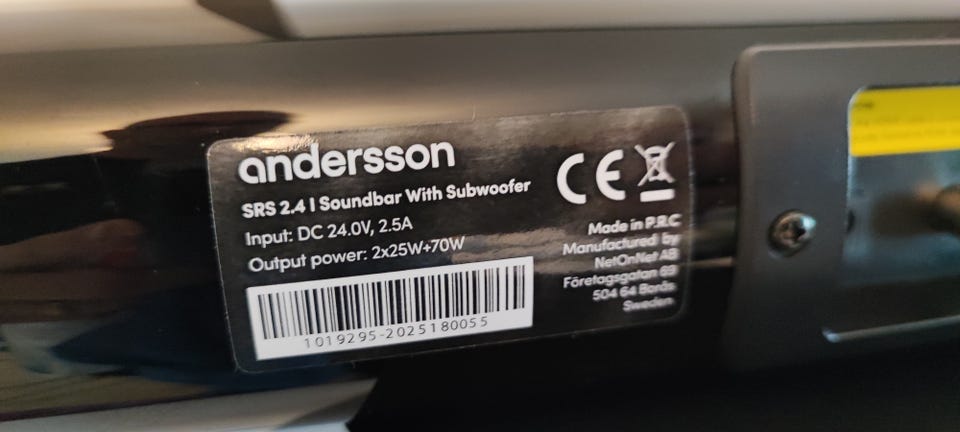 andersson
SRS 2.4 | Soundbar With Subwoofer
Input: DC 24.0V, 2.5A
Output power: 2x25W+70W
1019295-2025180055
CE
Made in P.R.C
Manufactured by
NetOnNet AB
Företagsgatan 69
504 64 Borås
Sweden